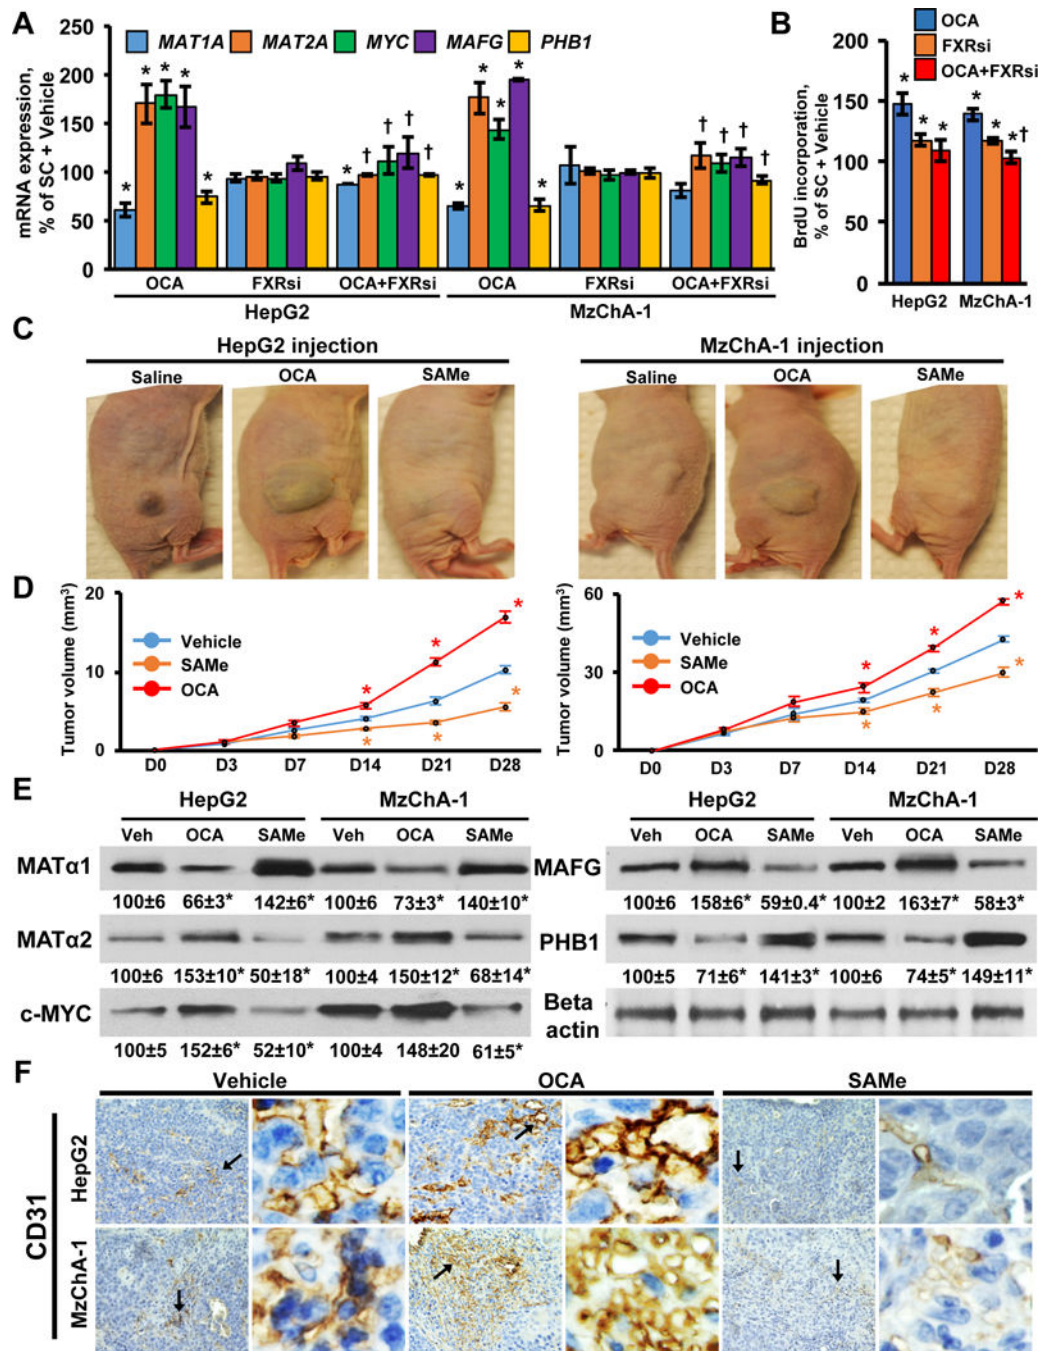 A
mRNA expression,
% of SC + Vehicle
250
200
150
100
50
0
MAT1A MAT2A MYC MAFG PHB1
* * * * *
* † † † †
* * * * *
† † † †
OCA FXRsi OCA+FXRsi OCA FXRsi OCA+FXRsi
HepG2 MzChA-1
B
BrdU incorporation,
% of SC + Vehicle
OCA
FXRsi
OCA+FXRsi
200
150
100
50
0
* * * * * *†
HepG2 MzChA-1
C
HepG2 injection MzChA-1 injection
Saline OCA SAMe Saline OCA SAMe
D
Tumor volume (mm³)
20
10
0
Vehicle
SAMe
OCA
* * *
* * *
D0 D3 D7 D14 D21 D28
Tumor volume (mm³)
60
30
0
Vehicle
SAMe
OCA
* * *
* * *
D0 D3 D7 D14 D21 D28
E
HepG2 MzChA-1 HepG2 MzChA-1
Veh OCA SAMe Veh OCA SAMe Veh OCA SAMe Veh OCA SAMe
MATα1
100±6 66±3* 142±6* 100±6 73±3* 140±10*
MAFG
100±6 158±6* 59±0.4* 100±2 163±7* 58±3*
MATα2
100±6 153±10* 50±18* 100±4 150±12* 68±14*
PHB1
100±5 71±6* 141±3* 100±6 74±5* 149±11*
c-MYC
100±5 152±6* 52±10* 100±4 148±20 61±5*
Beta
actin
F
Vehicle OCA SAMe
CD31
HepG2
MzChA-1